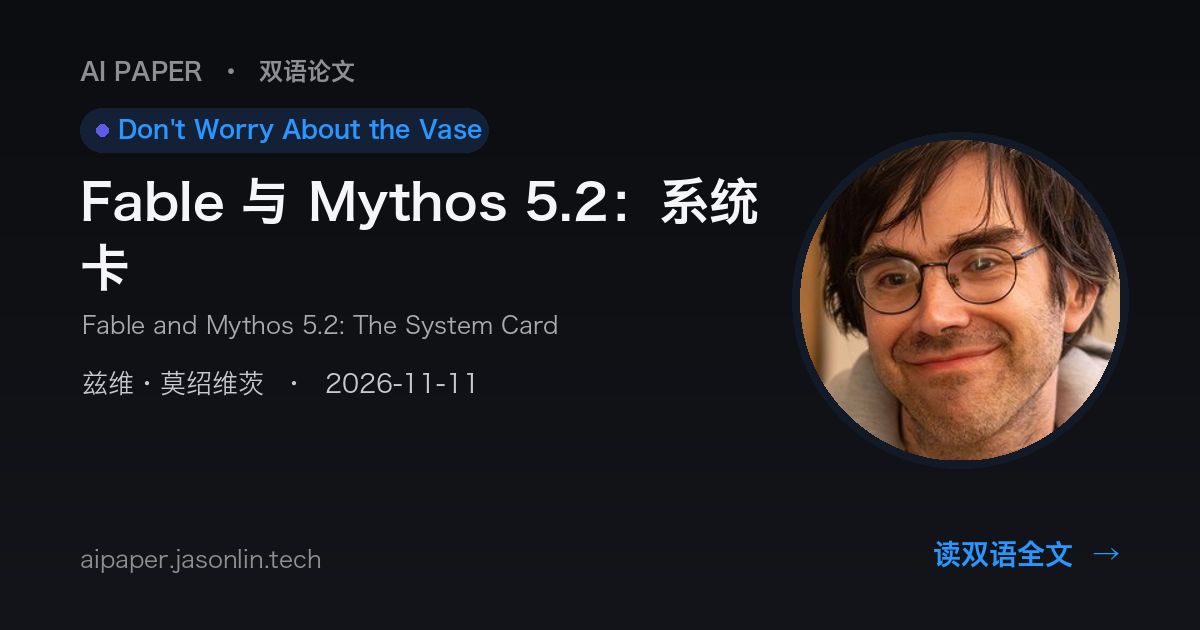 AI PAPER · 双语论文
Don't Worry About the Vase
Fable 与 Mythos 5.2：系统
卡
Fable and Mythos 5.2: The System Card
兹维·莫绍维茨 · 2026-11-11
aipaper.jasonlin.tech
读双语全文 →